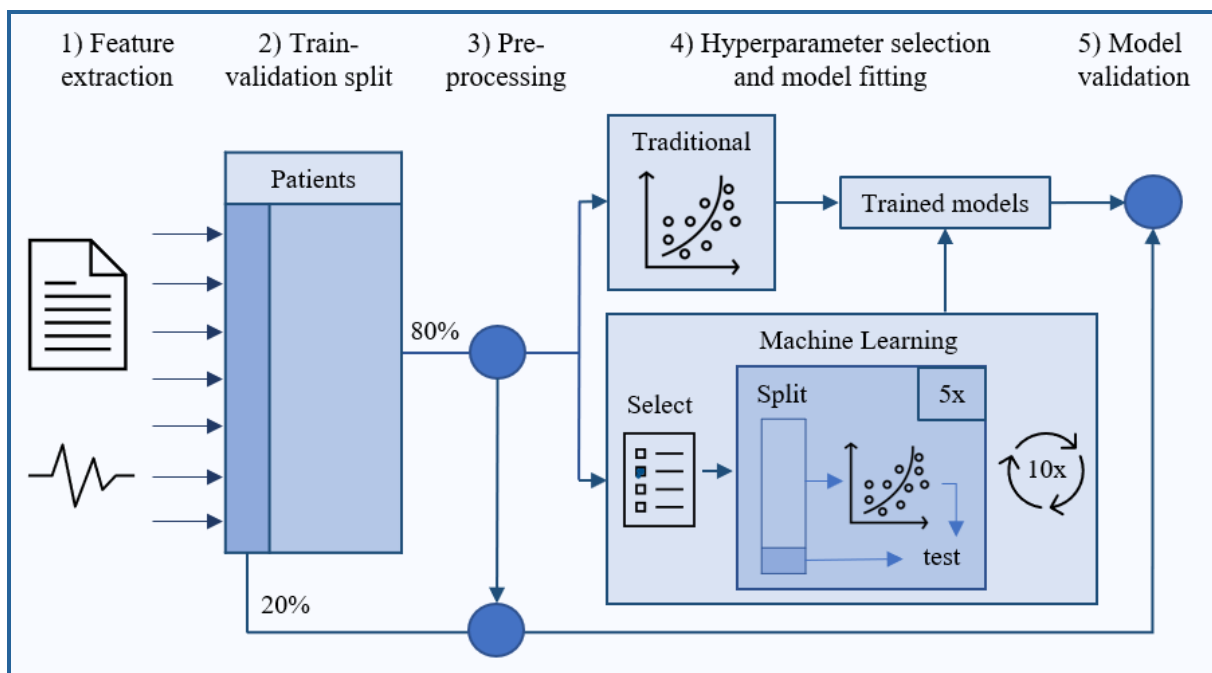 1) Feature
extraction
2) Train-
validation split
3) Pre-
processing
4) Hyperparameter selection
and model fitting
5) Model
validation
Patients
80%
20%
Traditional
Trained models
Machine Learning
Select
Split
5x
10x
test